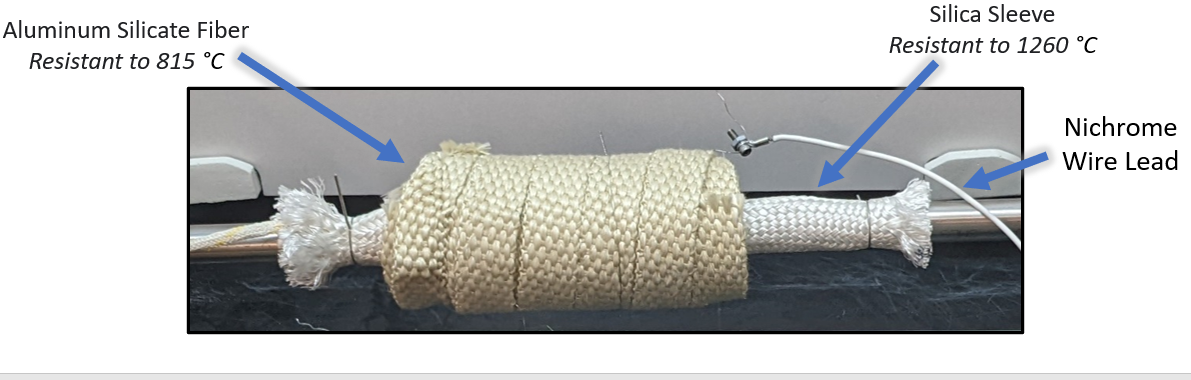 Aluminum Silicate Fiber
Resistant to 815 °C
Silica Sleeve
Resistant to 1260 °C
Nichrome
Wire Lead